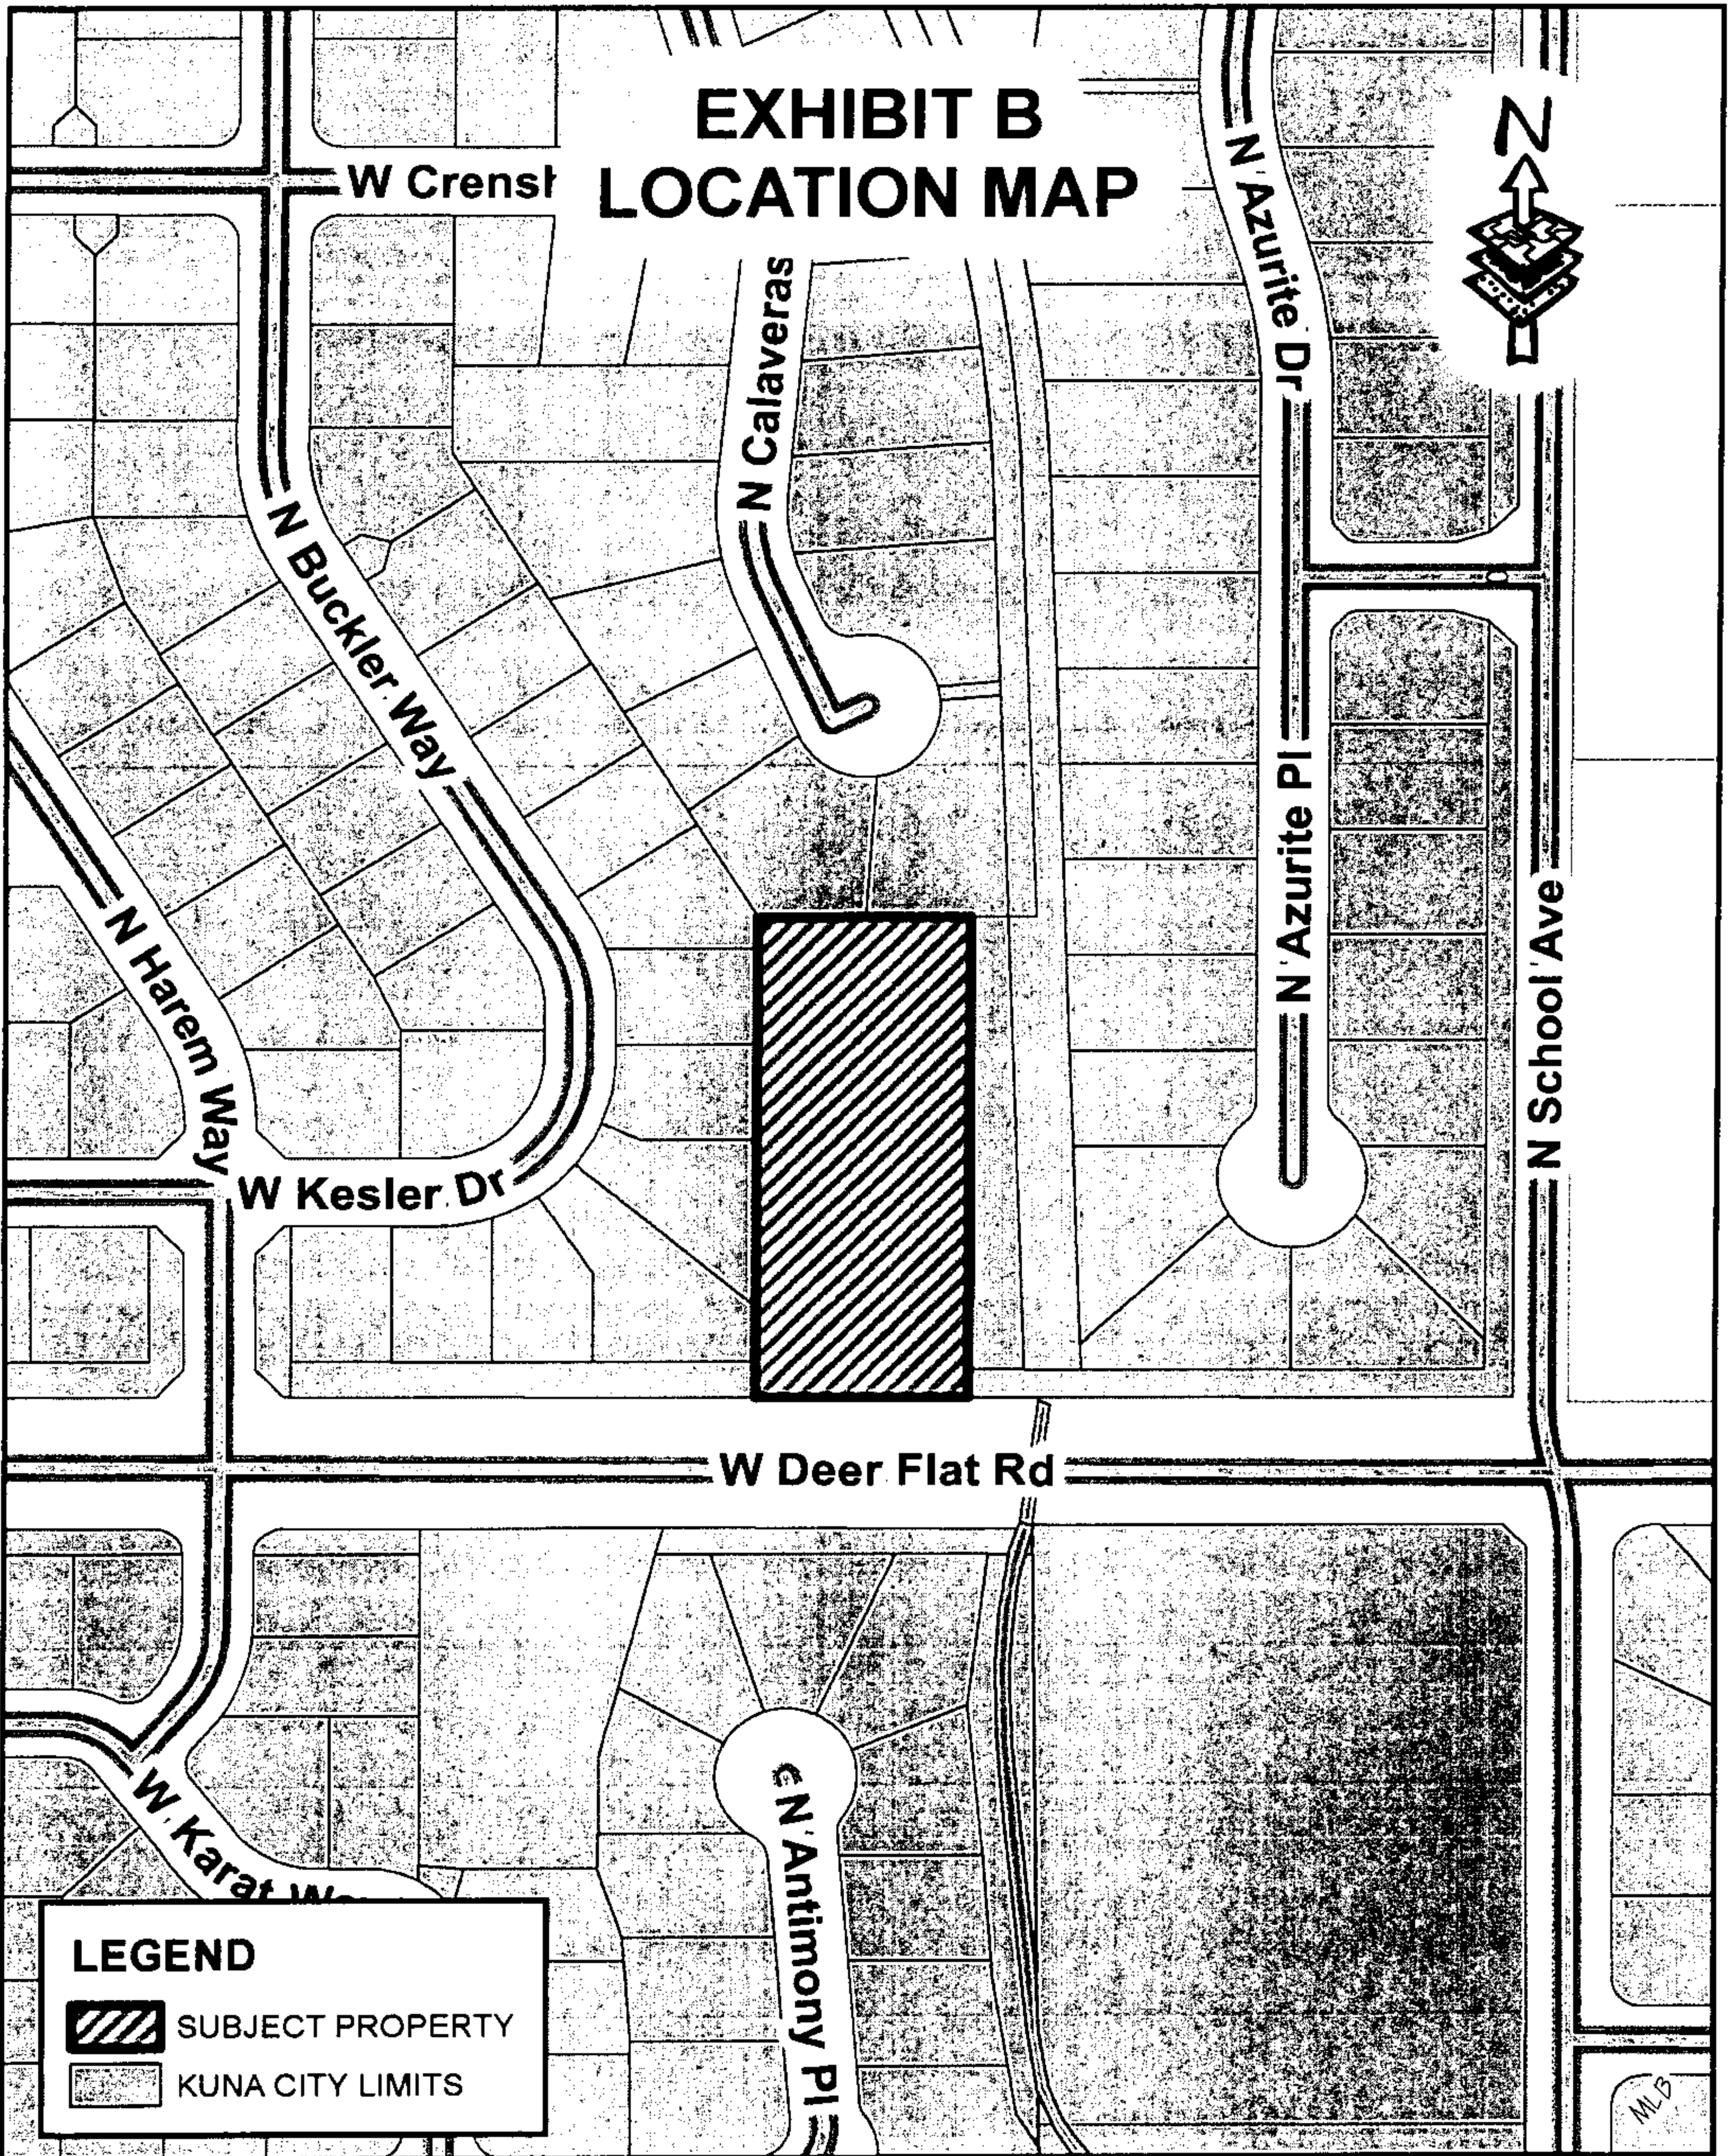 EXHIBIT B
LOCATION MAP
N
W Crensh
N Calaveras
N Azurite Dr
N Buckler Way
N Azurite Pl
N School Ave
N Harem Way
W Kesler Dr
W Deer Flat Rd
W Karat
N Antimony Pl
LEGEND
SUBJECT PROPERTY
KUNA CITY LIMITS
MLB